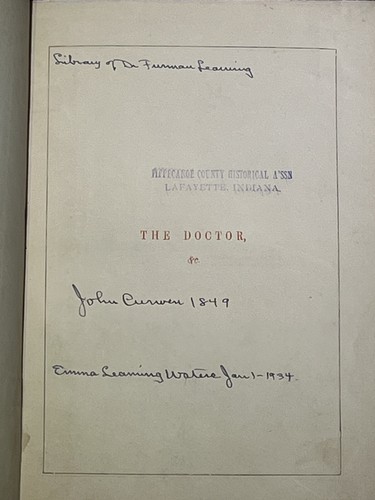 Library of Dr Furman Leaming
TIPPECANOE COUNTY HISTORICAL A'SSN
LAFAYETTE, INDIANA.
THE DOCTOR,
&c.
John Curwen 1849
Emma Leaming Waters Jan 1-1934